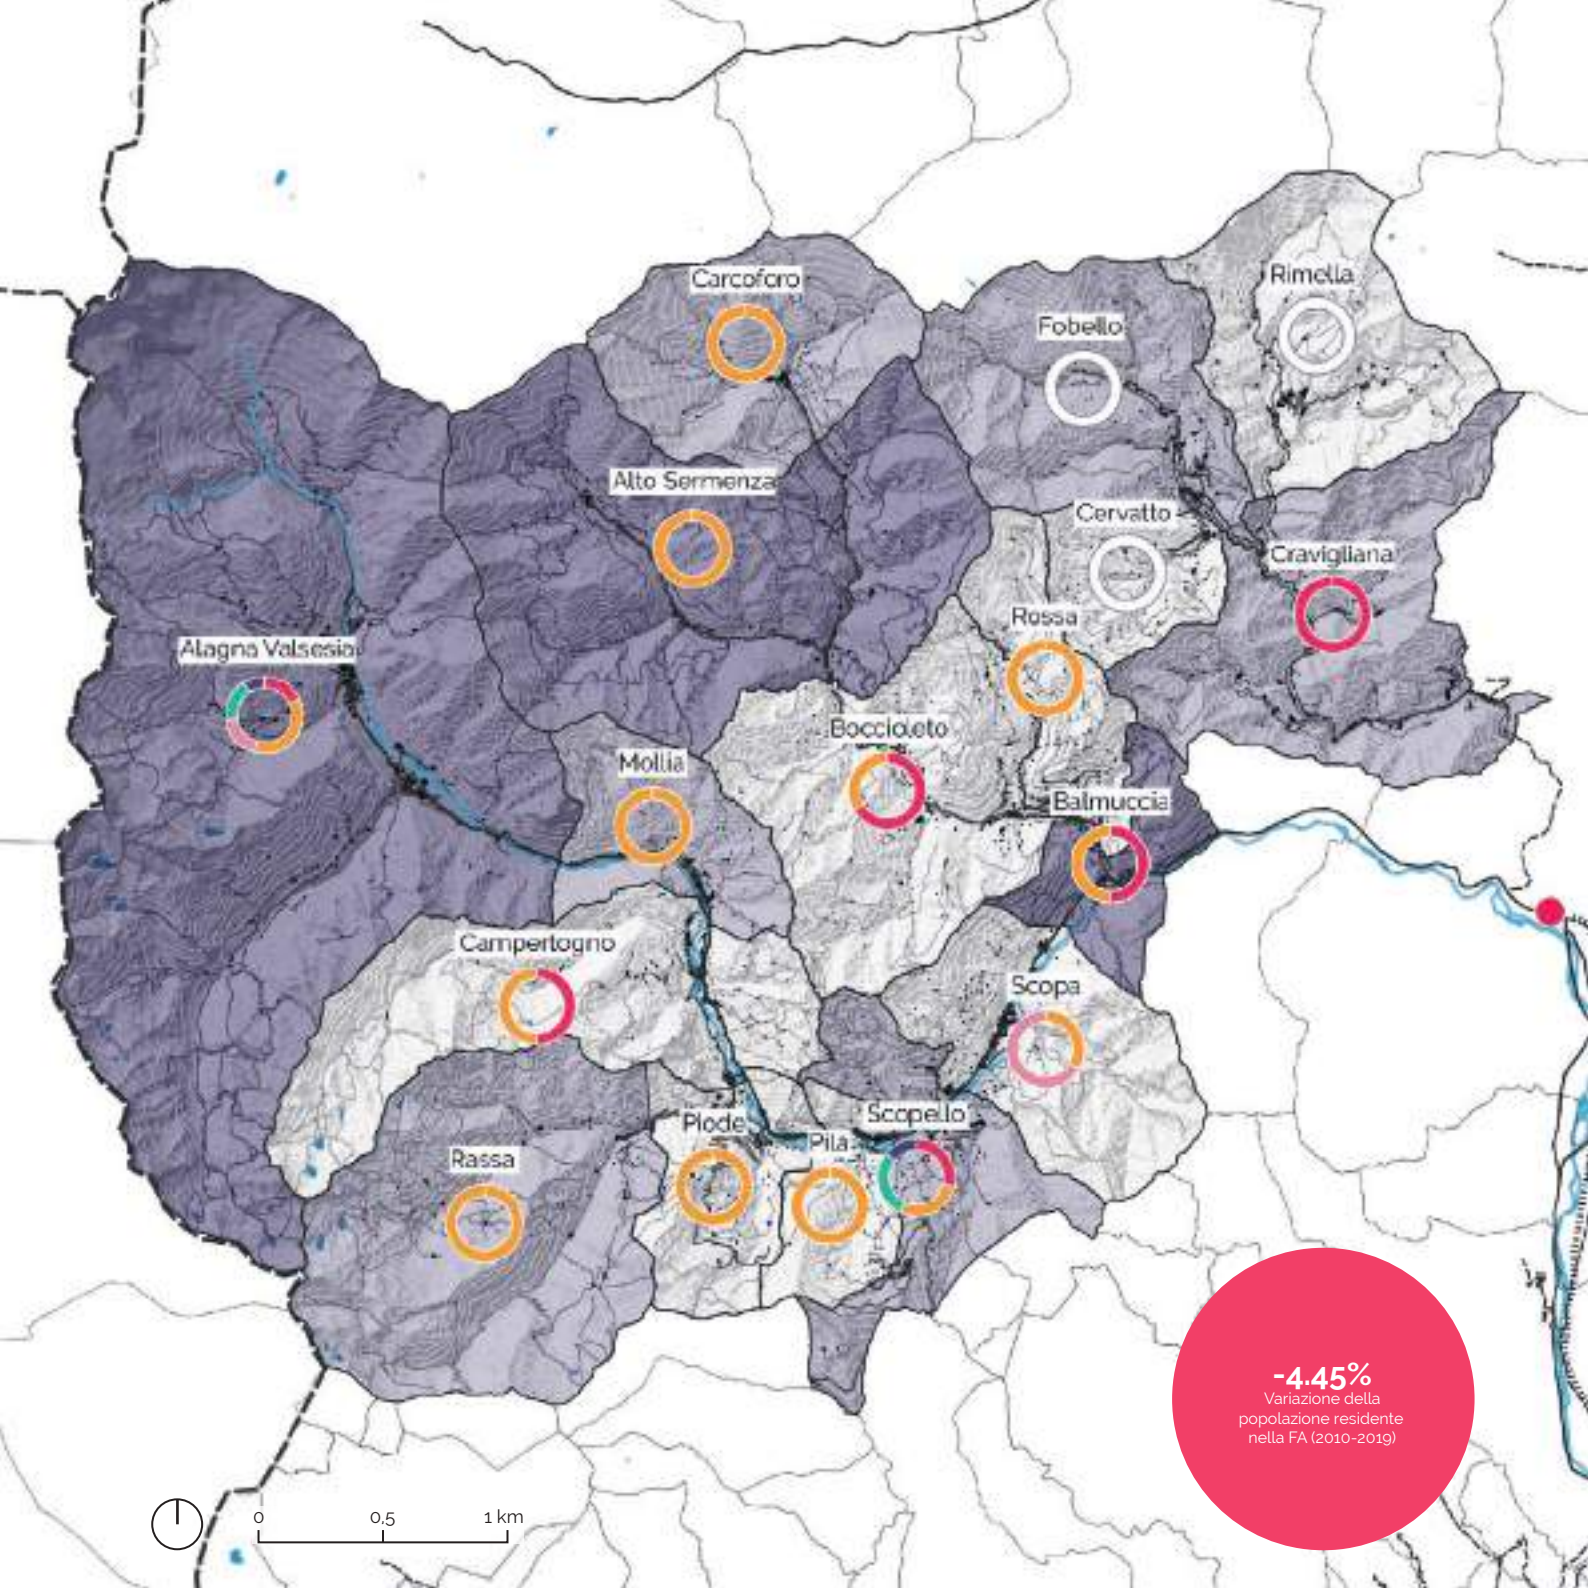 Carcoforo
Rimella
Fobello
Alto Sermenza
Cervatto
Cravigliana
Rossa
Alagna Valsesia
Boccioleto
Mollia
Balmuccia
Campertogno
Scopa
Scopello
Piode
Pila
Rassa
-4.45%
Variazione della
popolazione residente
nella FA (2010-2019)
0 0,5 1 km